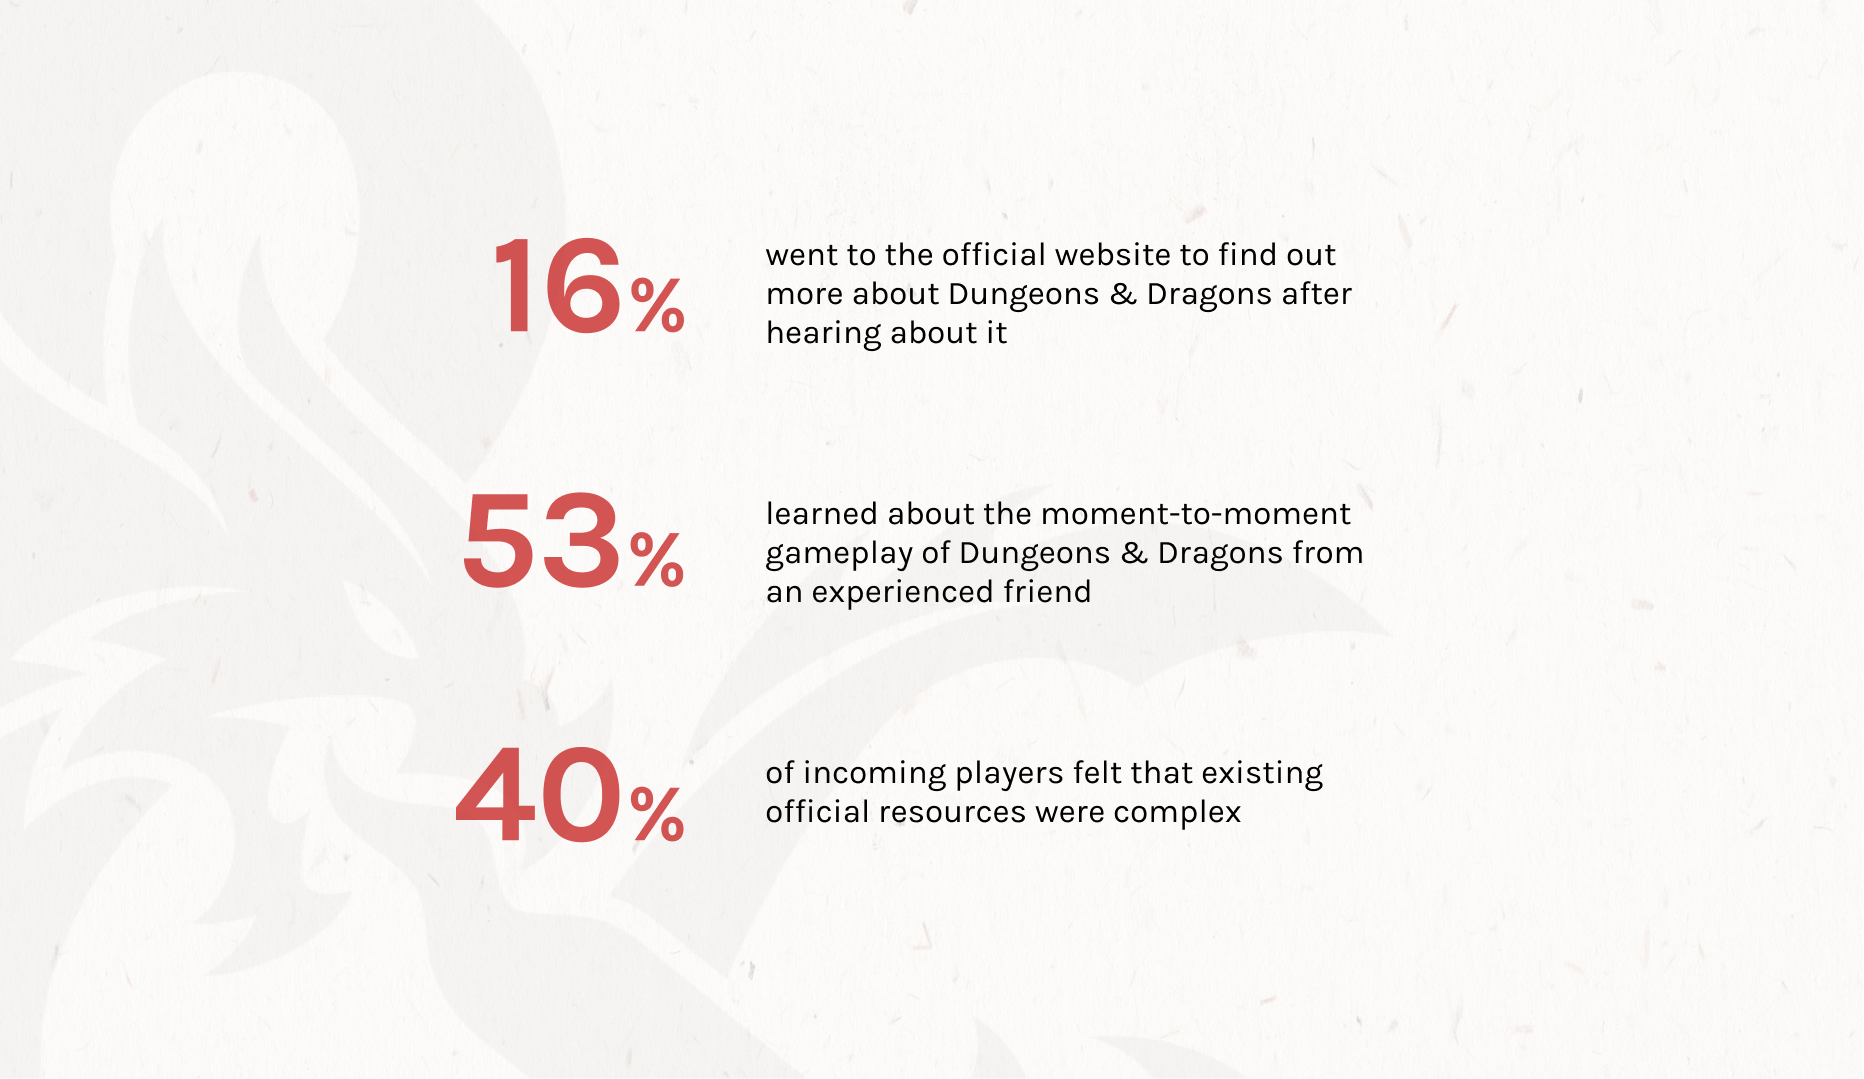 16%
went to the official website to find out
more about Dungeons & Dragons after
hearing about it
53%
learned about the moment-to-moment
gameplay of Dungeons & Dragons from
an experienced friend
40%
of incoming players felt that existing
official resources were complex